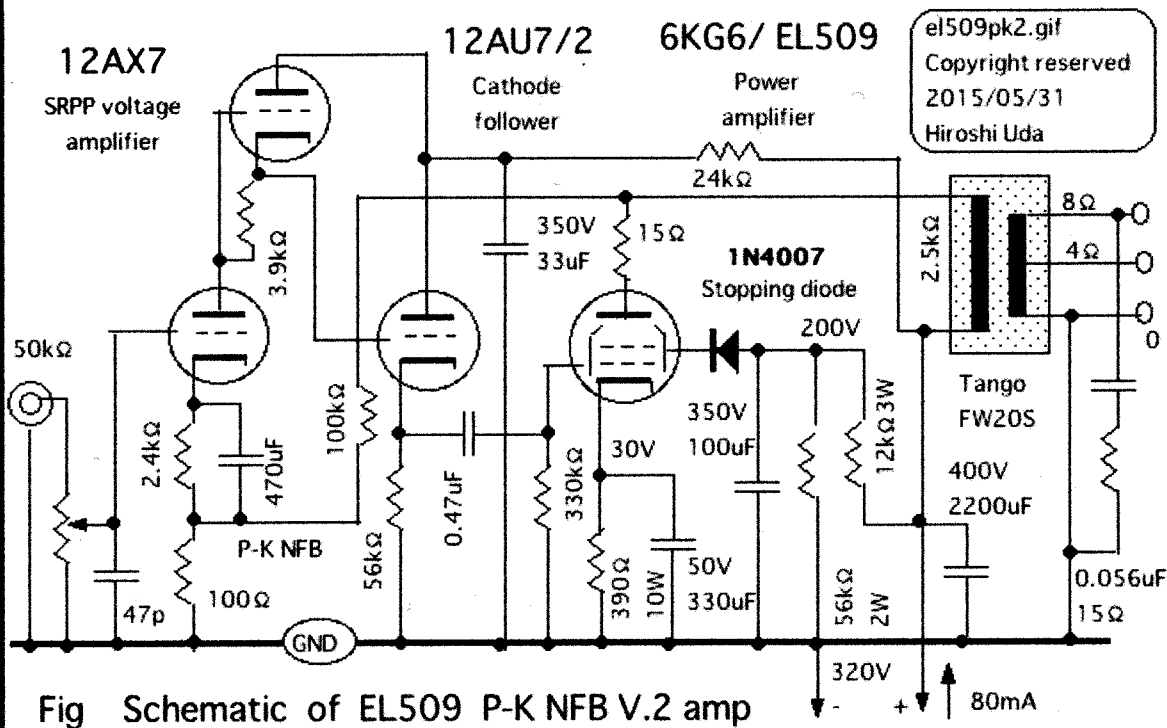 12AX7
SRPP voltage
amplifier
12AU7/2
Cathode
follower
6KG6/ EL509
Power
amplifier
el509pk2.gif
Copyright reserved
2015/05/31
Hiroshi Uda
24kΩ
3.9kΩ
350V
33uF
15Ω
1N4007
Stopping diode
200V
2.5kΩ
8Ω
4Ω
0
50kΩ
2.4kΩ
470uF
100kΩ
0.47uF
330kΩ
30V
350V
100uF
12kΩ 3W
Tango
FW20S
400V
2200uF
P-K NFB
56kΩ
390Ω
10W
50V
330uF
56kΩ
2W
0.056uF
15Ω
47p
100Ω
GND
320V
-
+
80mA
Fig Schematic of EL509 P-K NFB V.2 amp